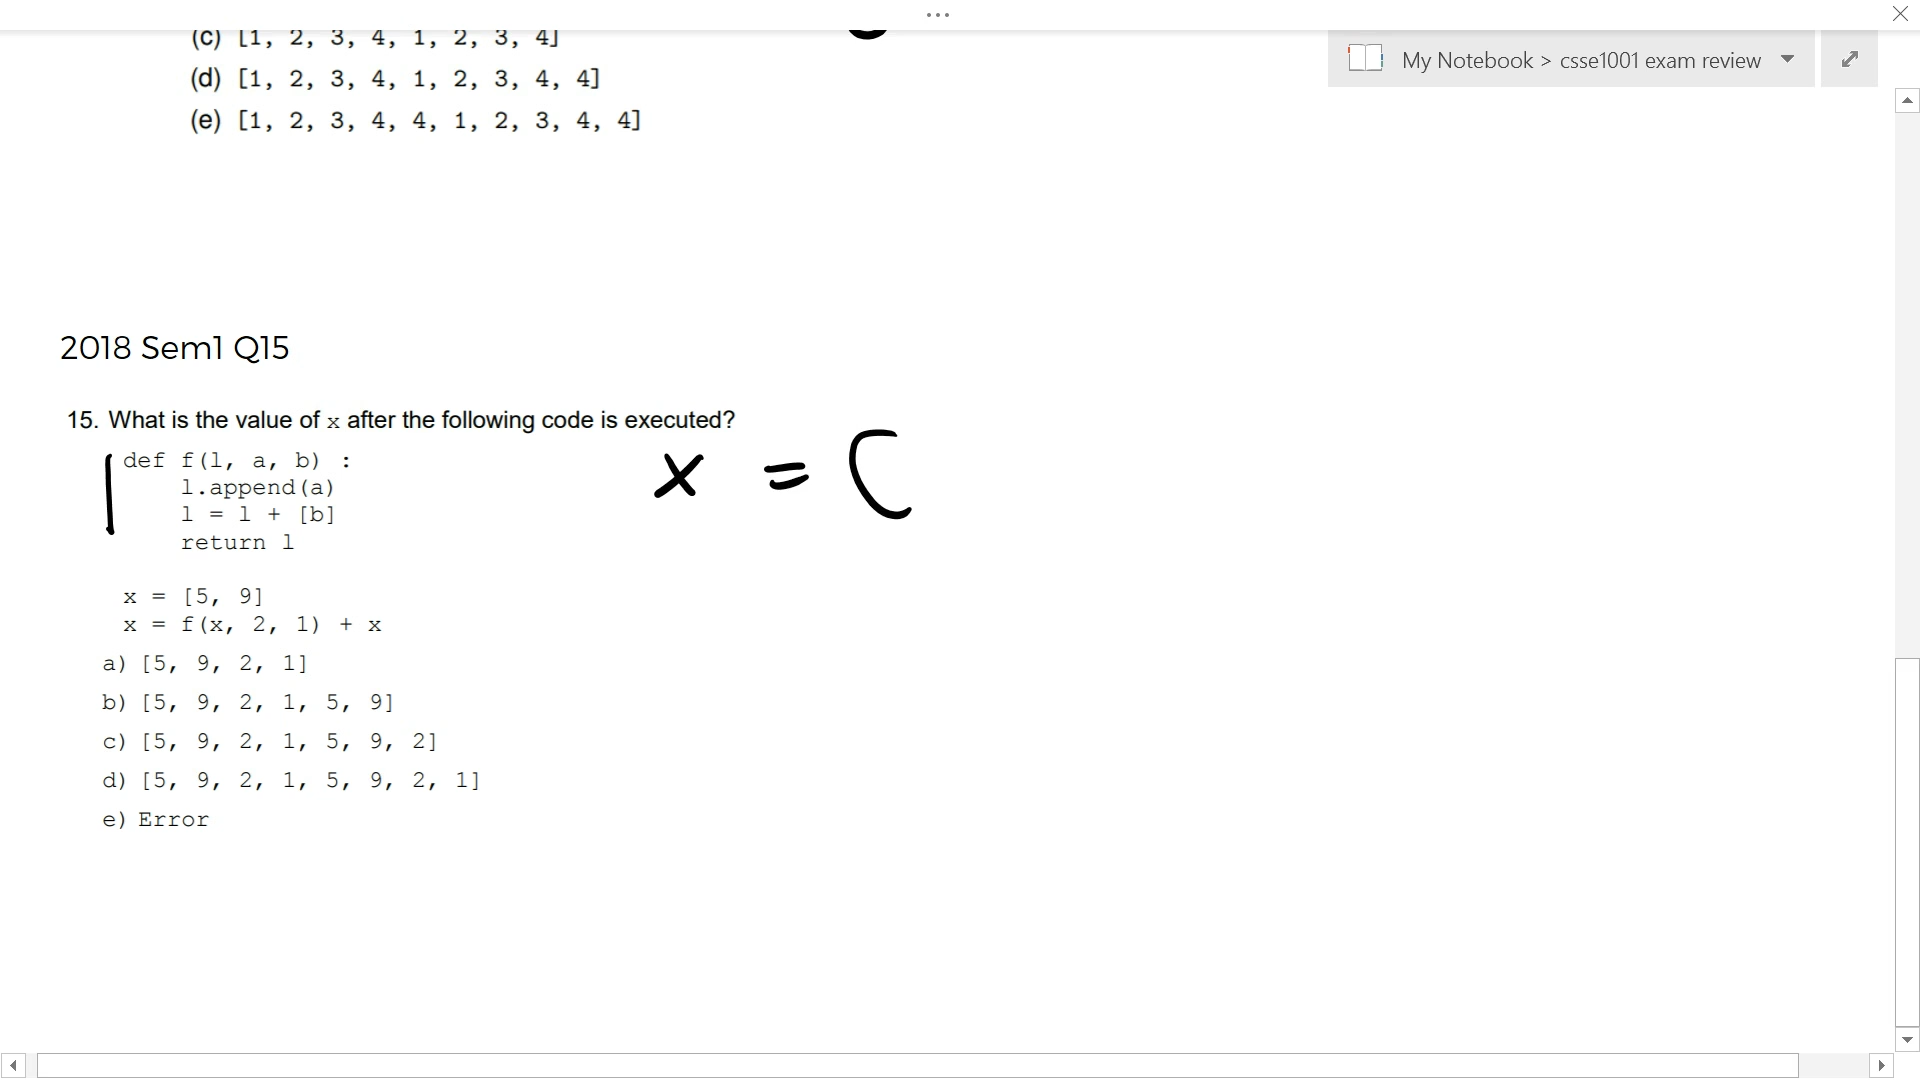 (c) [1, 2, 3, 4, 1, 2, 3, 4]
My Notebook > csse1001 exam review
(d) [1, 2, 3, 4, 1, 2, 3, 4, 4]
(e) [1, 2, 3, 4, 4, 1, 2, 3, 4, 4]
2018 Sem1 Q15
15. What is the value of x after the following code is executed?
def f(l, a, b) :
l.append(a)
l = l + [b]
return l
x = [
x = [5, 9]
x = f(x, 2, 1) + x
a) [5, 9, 2, 1]
b) [5, 9, 2, 1, 5, 9]
c) [5, 9, 2, 1, 5, 9, 2]
d) [5, 9, 2, 1, 5, 9, 2, 1]
e) Error